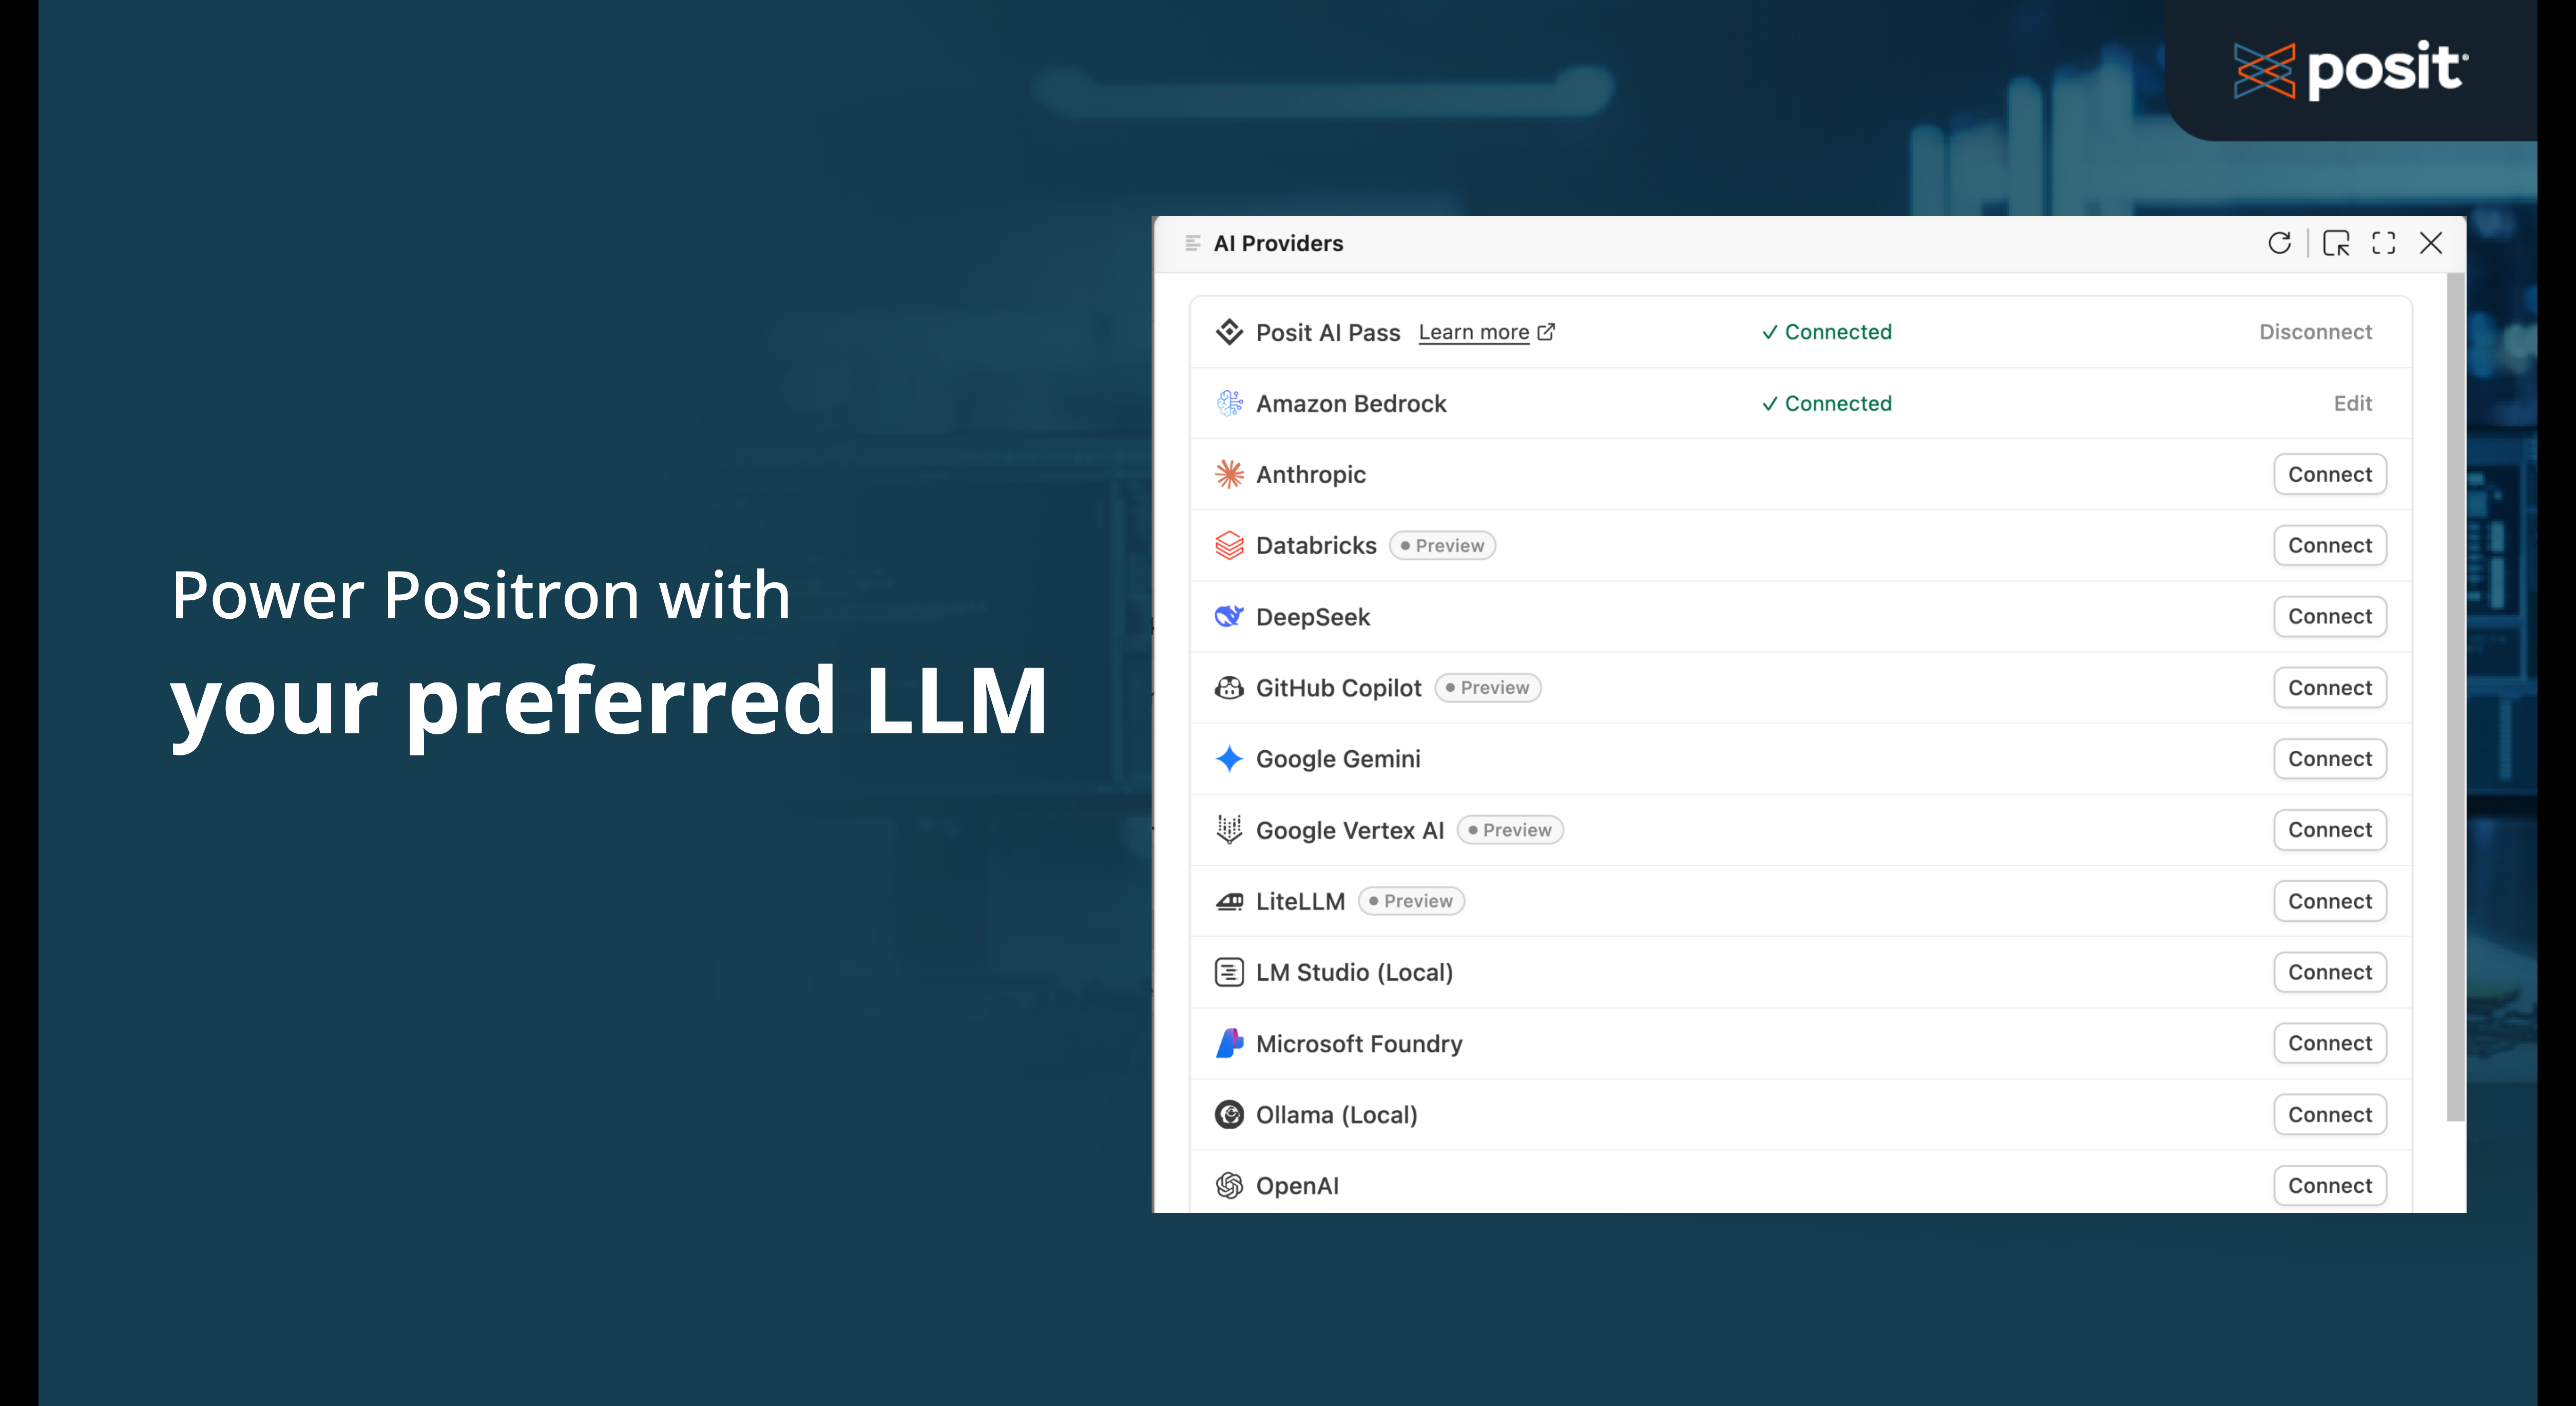 posit
Power Positron with
your preferred LLM
AI Providers
Posit AI Pass Learn more ✓ Connected Disconnect
Amazon Bedrock ✓ Connected Edit
Anthropic Connect
Databricks Preview Connect
DeepSeek Connect
GitHub Copilot Preview Connect
Google Gemini Connect
Google Vertex AI Preview Connect
LiteLLM Preview Connect
LM Studio (Local) Connect
Microsoft Foundry Connect
Ollama (Local) Connect
OpenAI Connect